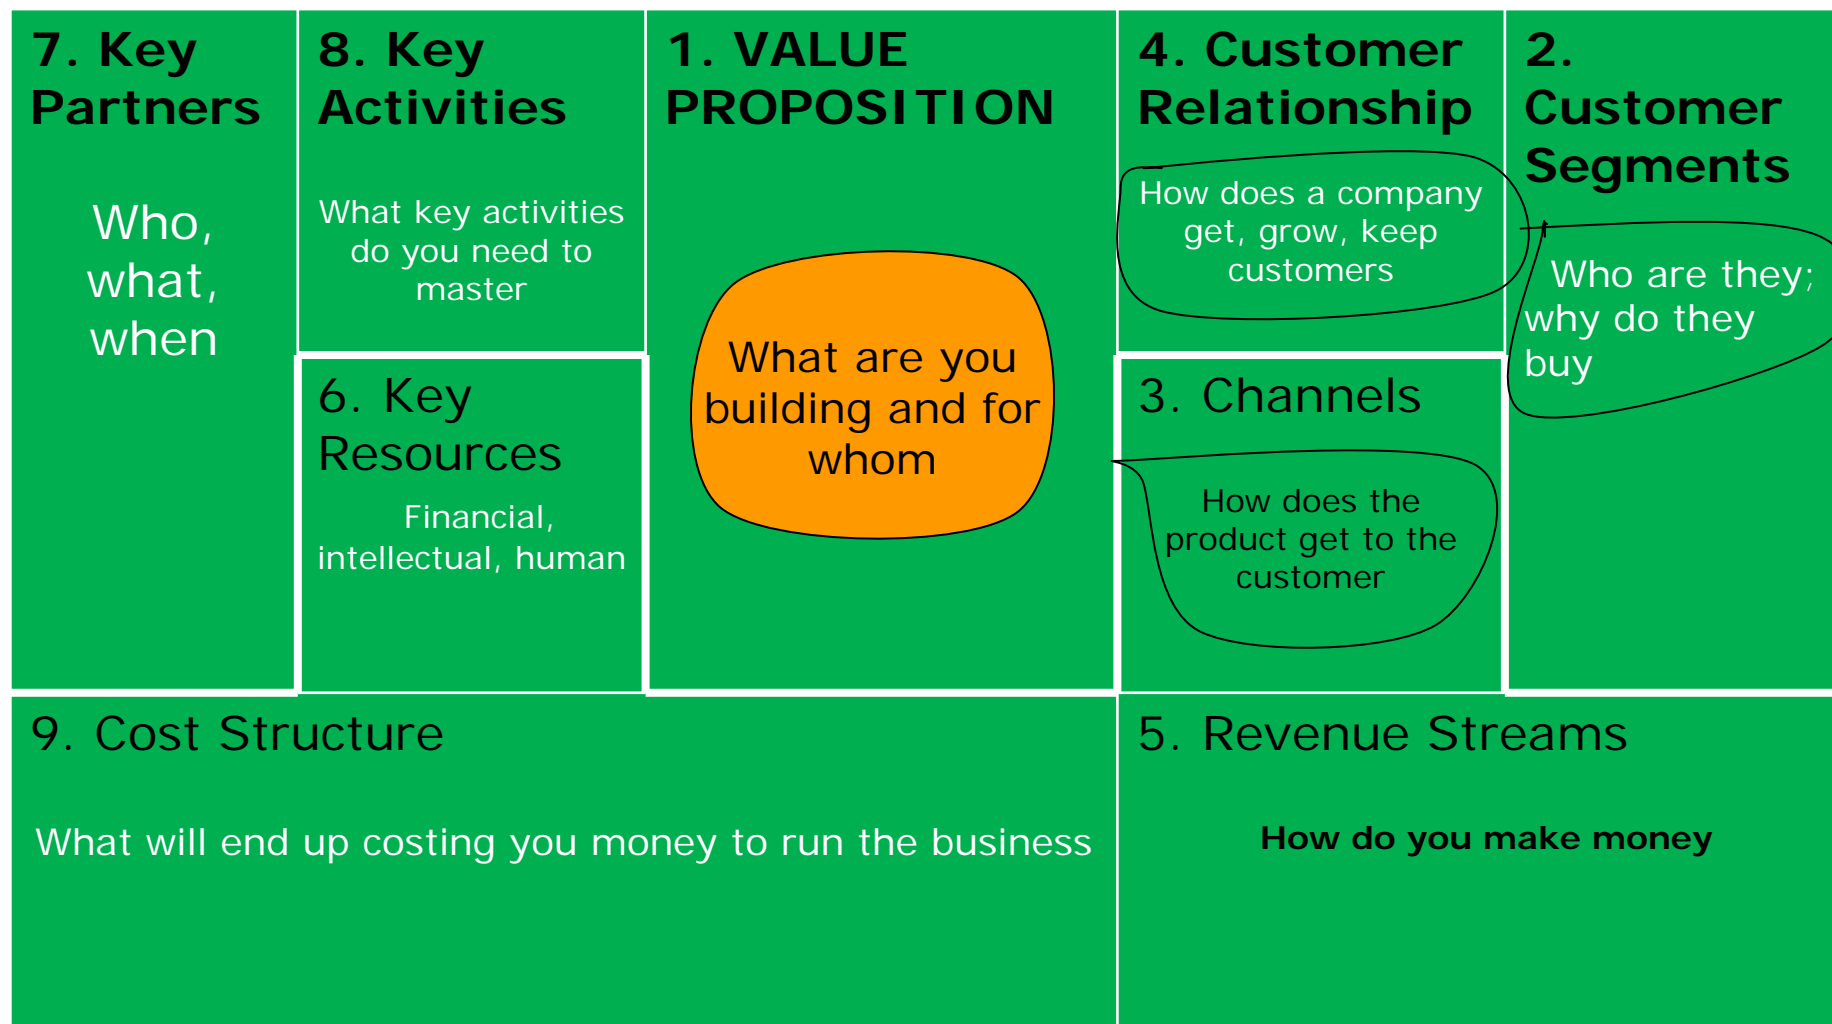 7. Key
Partners
Who,
what,
when
8. Key
Activities
What key activities
do you need to
master
1. VALUE
PROPOSITION
What are you
building and for
whom
4. Customer
Relationship
How does a company
get, grow, keep
customers
2.
Customer
Segments
Who are they;
why do they
buy
6. Key
Resources
Financial,
intellectual, human
3. Channels
How does the
product get to the
customer
9. Cost Structure
What will end up costing you money to run the business
5. Revenue Streams
How do you make money